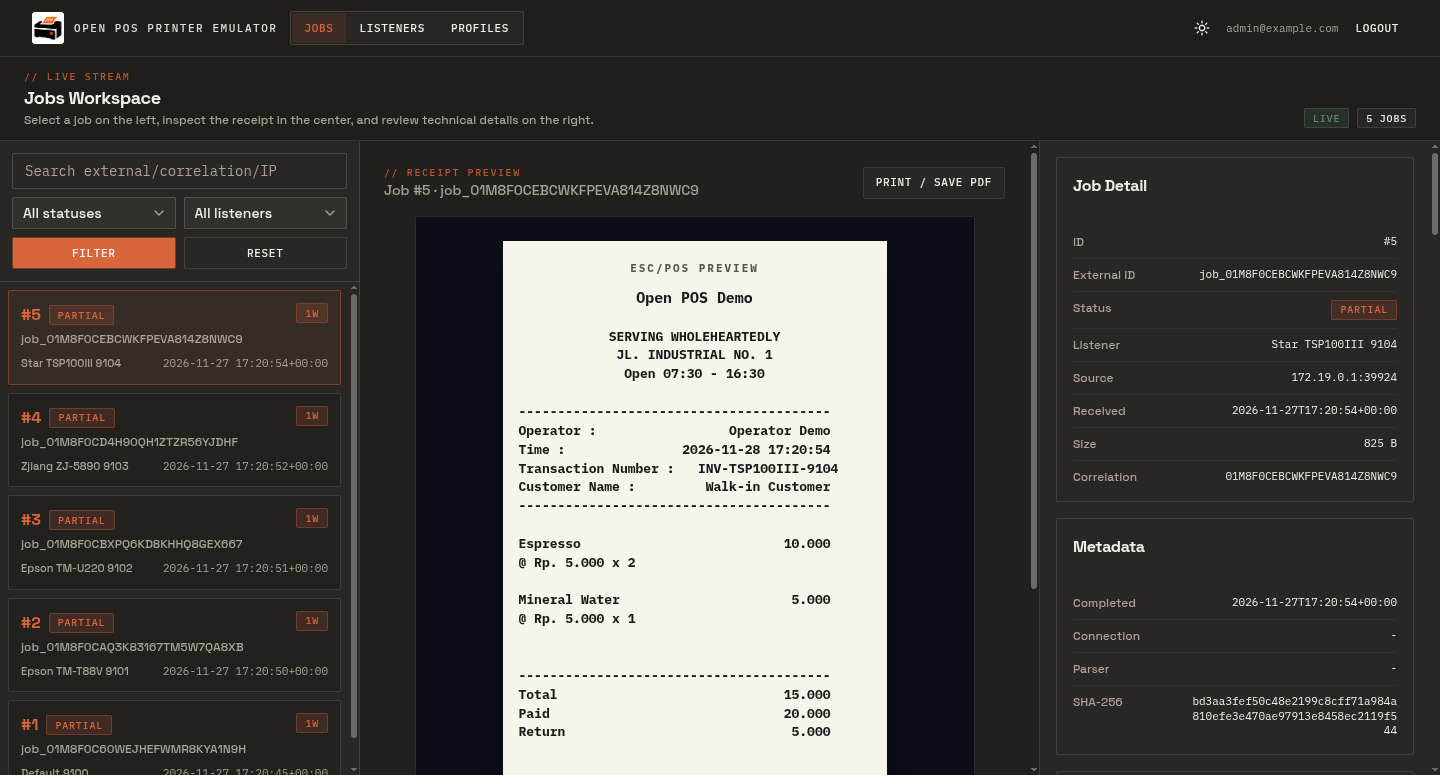 OPEN POS PRINTER EMULATOR
JOBS
LISTENERS
PROFILES
admin@example.com
LOGOUT
// LIVE STREAM
Jobs Workspace
Select a job on the left, inspect the receipt in the center, and review technical details on the right.
LIVE
5 JOBS
Search external/correlation/IP
All statuses
All listeners
FILTER
RESET
#5 PARTIAL 1W
job_01M8F0CEBCWKFPEVA814Z8NWC9
Star TSP100III 9104 2026-11-27 17:20:54+00:00
#4 PARTIAL 1W
job_01M8F0CD4H90QH1ZTZR56YJDHF
Zjiang ZJ-5890 9103 2026-11-27 17:20:52+00:00
#3 PARTIAL 1W
job_01M8F0CBXPQ6KD8KHHQ8GEX667
Epson TM-U220 9102 2026-11-27 17:20:51+00:00
#2 PARTIAL 1W
job_01M8F0CAQ3K83167TM5W7QA8XB
Epson TM-T88V 9101 2026-11-27 17:20:50+00:00
#1 PARTIAL 1W
job_01M8F0C60WEJHEFWMR8KYA1N9H
Default 9100 2026-11-27 17:20:45+00:00
// RECEIPT PREVIEW
Job #5 · job_01M8F0CEBCWKFPEVA814Z8NWC9
PRINT / SAVE PDF
ESC/POS PREVIEW
Open POS Demo
SERVING WHOLEHEARTEDLY
JL. INDUSTRIAL NO. 1
Open 07:30 - 16:30
----------------------------------------
Operator : Operator Demo
Time : 2026-11-28 17:20:54
Transaction Number : INV-TSP100III-9104
Customer Name : Walk-in Customer
----------------------------------------
Espresso 10.000
@ Rp. 5.000 x 2
Mineral Water 5.000
@ Rp. 5.000 x 1
----------------------------------------
Total 15.000
Paid 20.000
Return 5.000
Job Detail
ID #5
External ID job_01M8F0CEBCWKFPEVA814Z8NWC9
Status PARTIAL
Listener Star TSP100III 9104
Source 172.19.0.1:39924
Received 2026-11-27T17:20:54+00:00
Size 825 B
Correlation 01M8F0CEBCWKFPEVA814Z8NWC9
Metadata
Completed 2026-11-27T17:20:54+00:00
Connection -
Parser -
SHA-256 bd3aa3fef50c48e2199c8cff71a984a
810efe3e470ae97913e8458ec2119f5
44